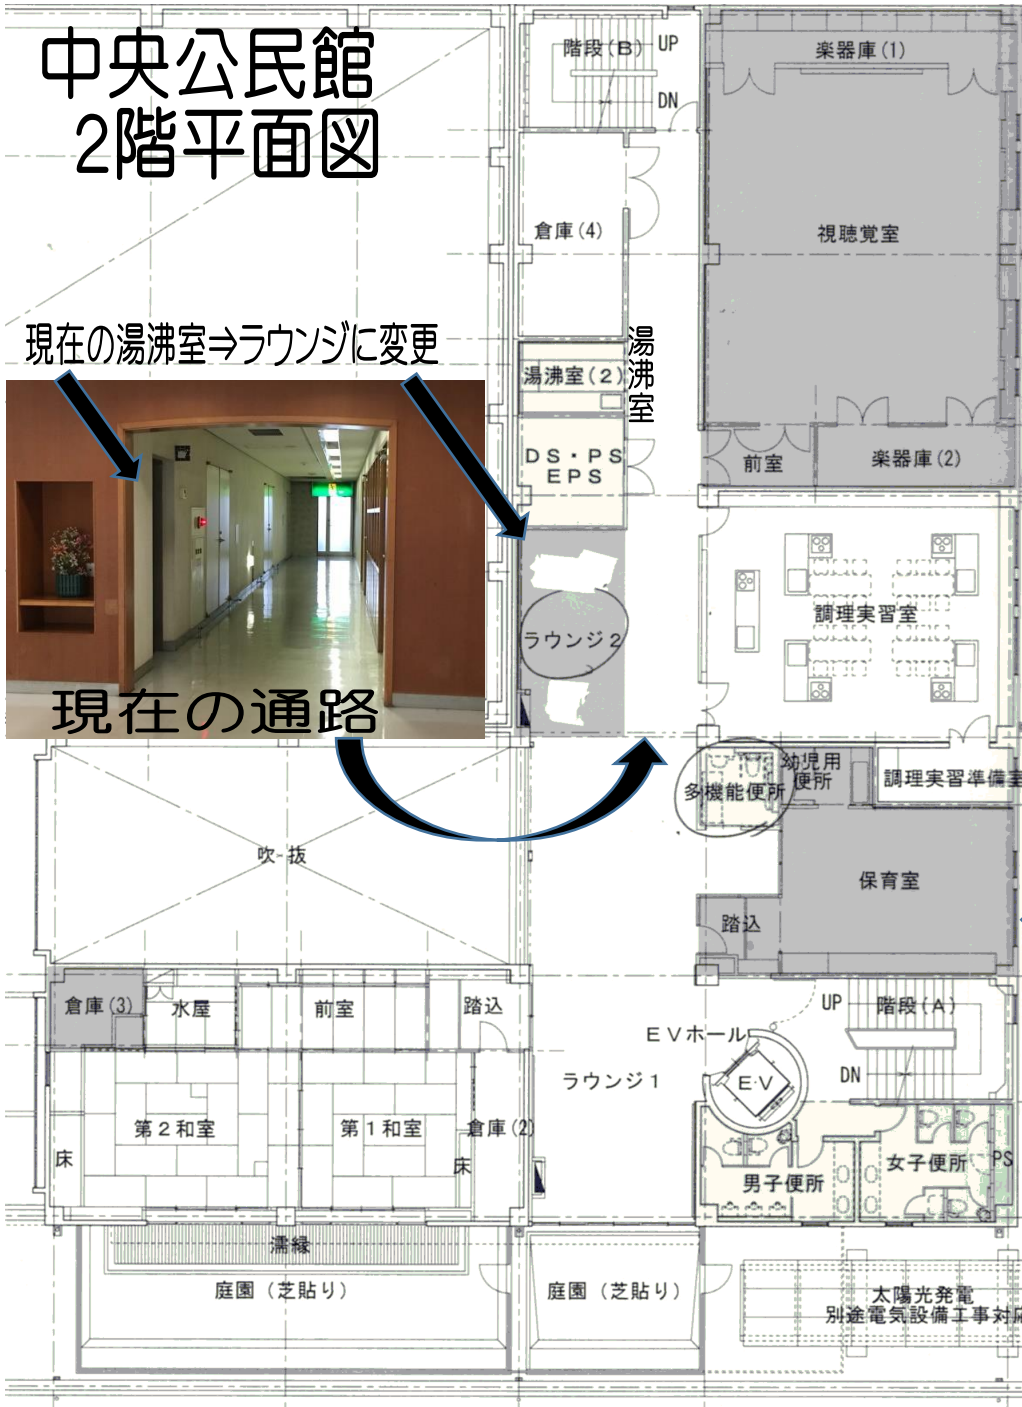 中央公民館
2階平面図
階段(B)
UP
DN
楽器庫(1)
倉庫(4)
視聴覚室
現在の湯沸室⇒ラウンジに変更
湯沸室
湯沸室(2)
DS・PS
EPS
前室
楽器庫(2)
調理実習室
ラウンジ2
現在の通路
多機能便所
幼児用
便所
調理実習準備室
吹抜
保育室
踏込
倉庫(3)
水屋
前室
踏込
UP
階段(A)
EVホール
ラウンジ1
E・V
DN
第2和室
第1和室
倉庫(2)
床
床
男子便所
女子便所
PS
濡縁
庭園(芝貼り)
庭園(芝貼り)
太陽光発電
別途電気設備工事対応